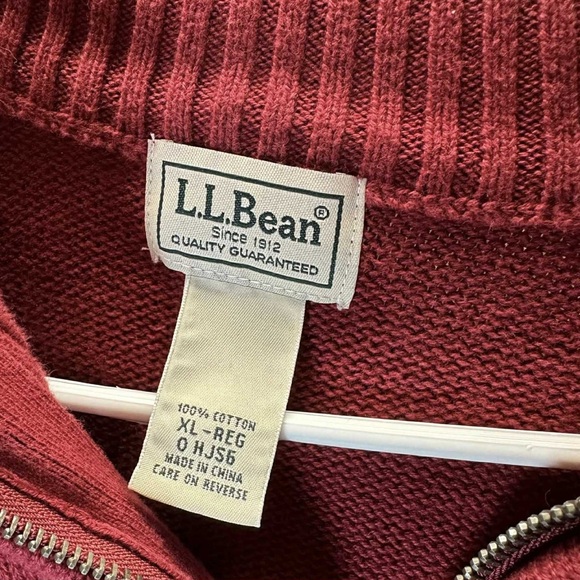 L.L.Bean®
Since 1912
QUALITY GUARANTEED
100% COTTON
XL-REG
0 HJS6
MADE IN CHINA
CARE ON REVERSE